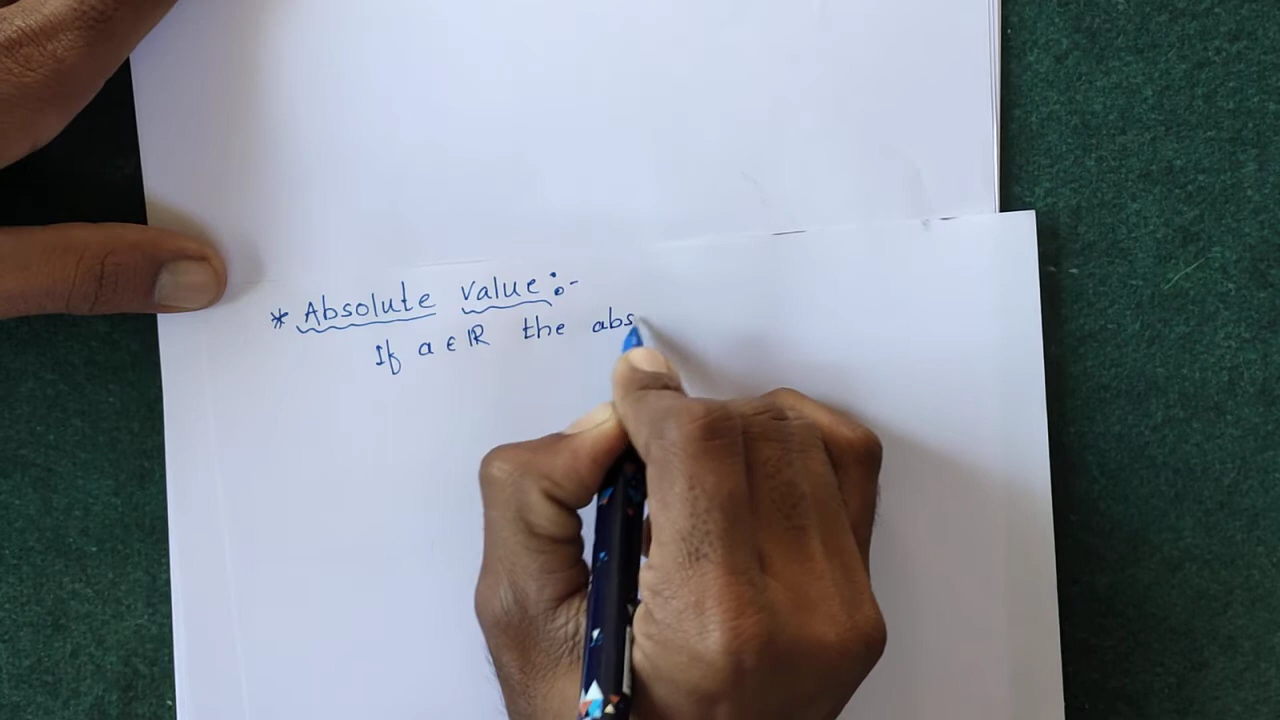 * Absolute value :-
If a ∈ ℝ the abs